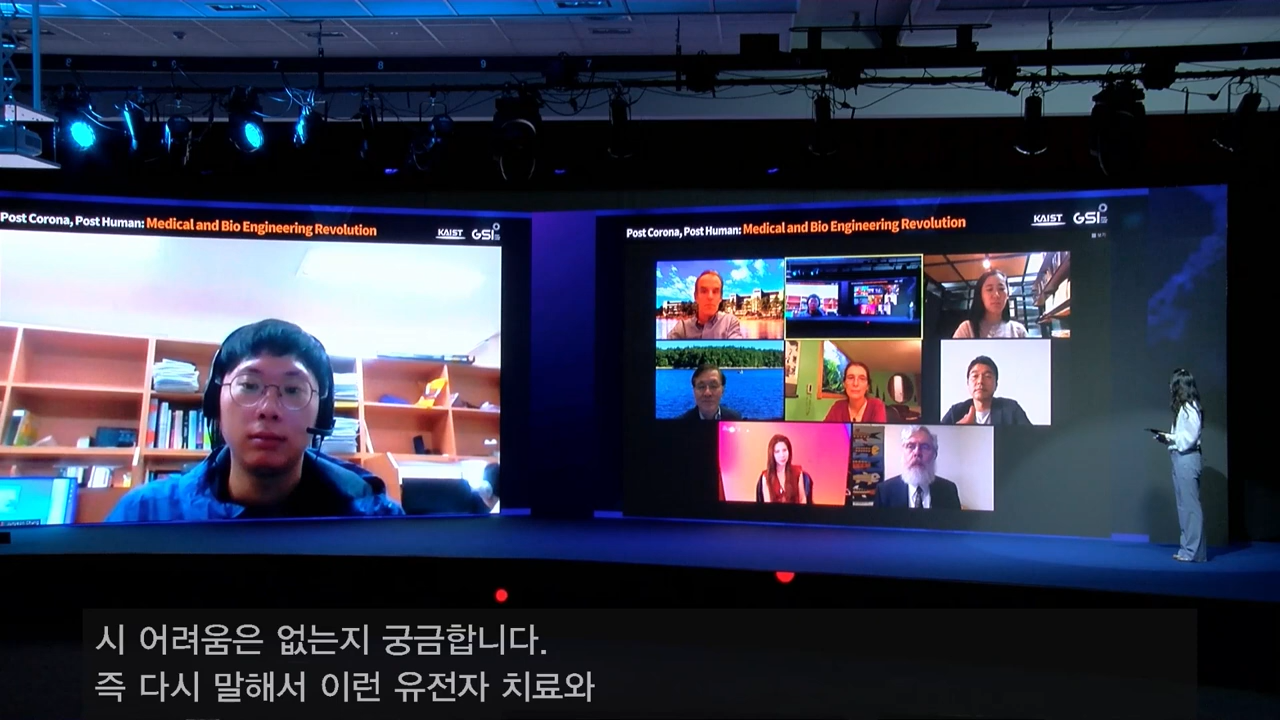 Post Corona, Post Human: Medical and Bio Engineering Revolution
KAIST GSI
Post Corona, Post Human: Medical and Bio Engineering Revolution
KAIST GSI
시 어려움은 없는지 궁금합니다.
즉 다시 말해서 이런 유전자 치료와